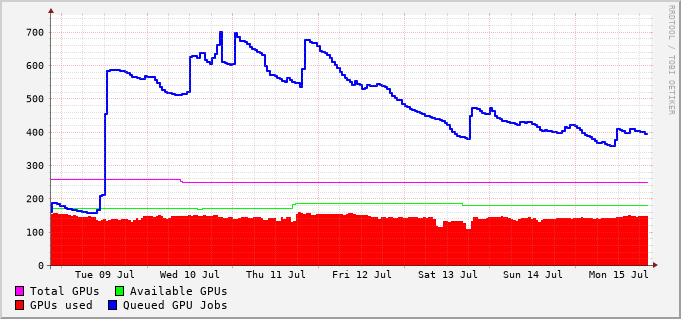 RRDTOOL / TOBI OETIKER
700
600
500
400
300
200
100
0
Tue 09 Jul Wed 10 Jul Thu 11 Jul Fri 12 Jul Sat 13 Jul Sun 14 Jul Mon 15 Jul
Total GPUs Available GPUs
GPUs used Queued GPU Jobs